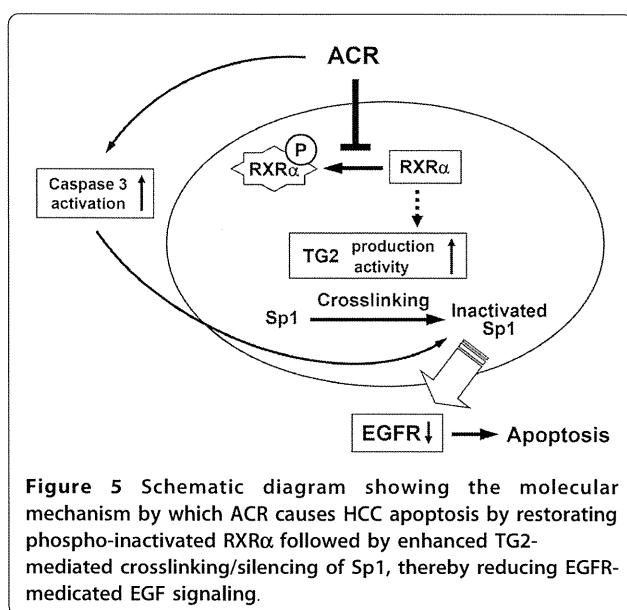 ACR
P
RXRα
RXRα
Caspase 3
activation
TG2 production
activity
Crosslinking
Sp1
Inactivated
Sp1
EGFR
Apoptosis
Figure 5 Schematic diagram showing the molecular
mechanism by which ACR causes HCC apoptosis by restorating
phospho-inactivated RXRα followed by enhanced TG2-
mediated crosslinking/silencing of Sp1, thereby reducing EGFR-
medicated EGF signaling.